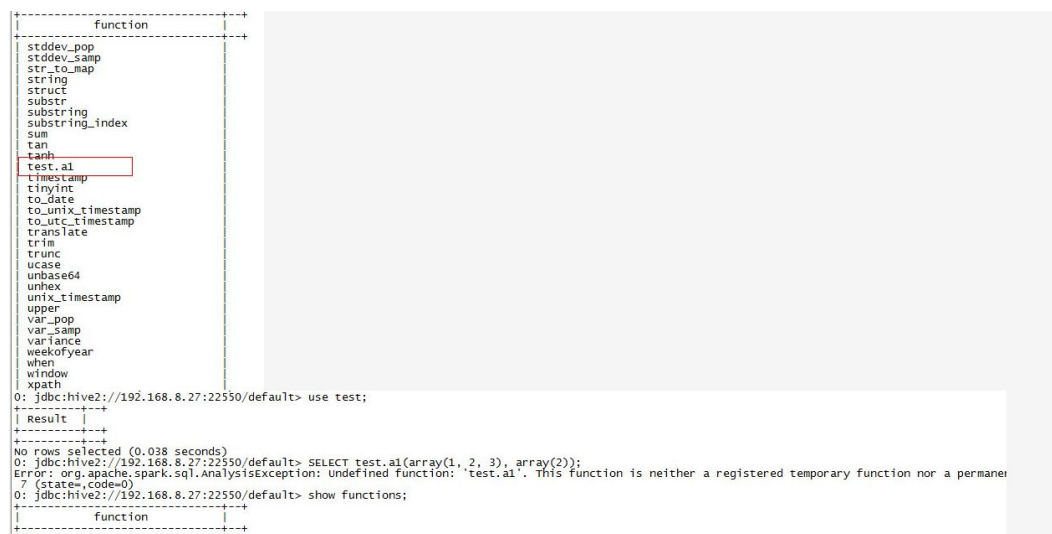 +------------------------------+--+
| function |
+------------------------------+--+
| stddev_pop |
| stddev_samp |
| str_to_map |
| string |
| struct |
| substr |
| substring |
| substring_index |
| sum |
| tan |
| tanh |
| test.a1 |
| timestamp |
| tinyint |
| to_date |
| to_unix_timestamp |
| to_utc_timestamp |
| translate |
| trim |
| trunc |
| ucase |
| unbase64 |
| unhex |
| unix_timestamp |
| upper |
| var_pop |
| var_samp |
| variance |
| weekofyear |
| when |
| window |
| xpath |
0: jdbc:hive2://192.168.8.27:22550/default> use test;
+---------+--+
| Result |
+---------+--+
+---------+--+
No rows selected (0.038 seconds)
0: jdbc:hive2://192.168.8.27:22550/default> SELECT test.a1(array(1, 2, 3), array(2));
Error: org.apache.spark.sql.AnalysisException: Undefined function: 'test.a1'. This function is neither a registered temporary function nor a permanen
7 (state=,code=0)
0: jdbc:hive2://192.168.8.27:22550/default> show functions;
+------------------------------+--+
| function |
+------------------------------+--+